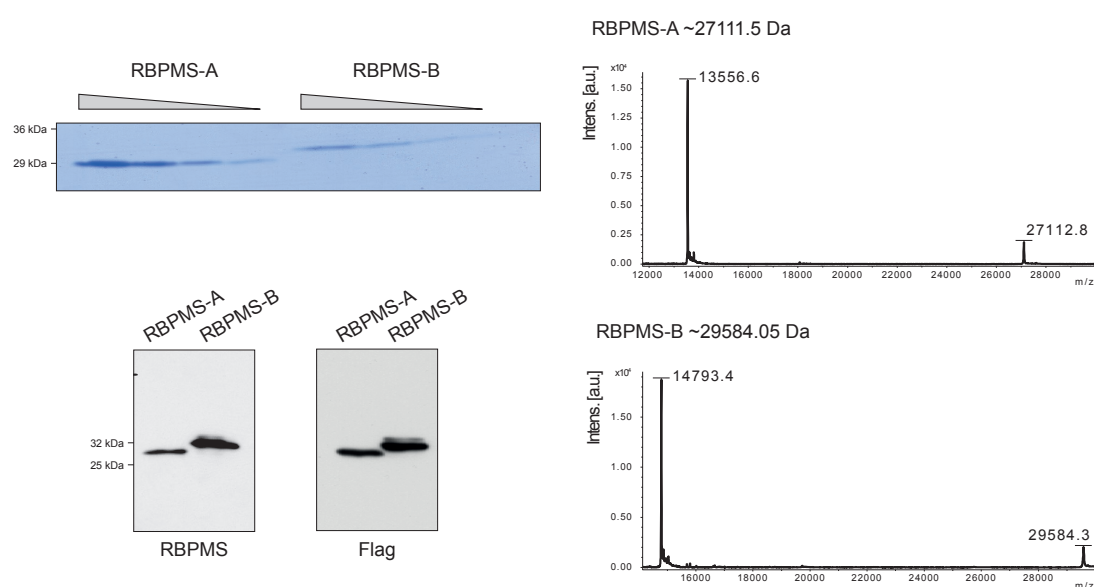 RBPMS-A ~27111.5 Da
RBPMS-A
RBPMS-B
36 kDa
29 kDa
Intens. [a.u.]
x10⁴
1.50
1.25
1.00
0.75
0.50
0.25
0.00
13556.6
27112.8
12000 14000 16000 18000 20000 22000 24000 26000 28000
m/z
RBPMS-A
RBPMS-B
RBPMS-A
RBPMS-B
32 kDa
25 kDa
RBPMS
Flag
RBPMS-B ~29584.05 Da
Intens. [a.u.]
x10⁴
1.50
1.00
0.50
0.00
14793.4
29584.3
16000 18000 20000 22000 24000 26000 28000
m/z